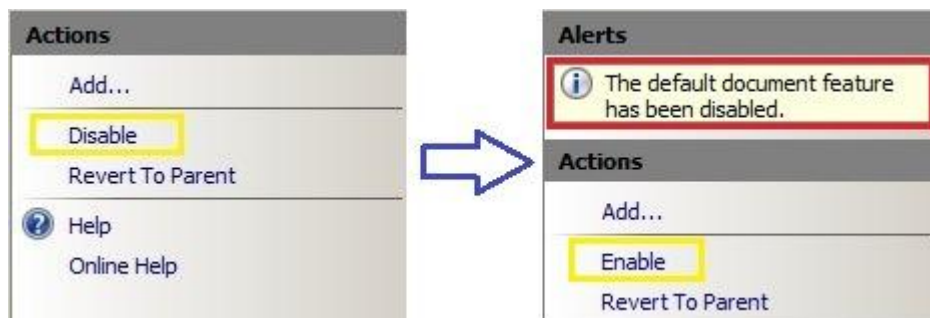 Actions
Add...
Disable
Revert To Parent
Help
Online Help
Alerts
The default document feature
has been disabled.
Actions
Add...
Enable
Revert To Parent